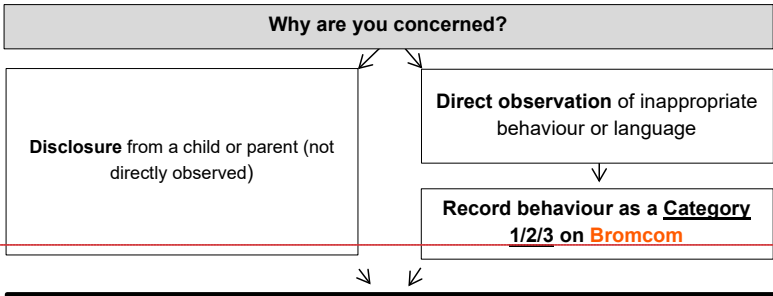 Why are you concerned?
Disclosure from a child or parent (not
directly observed)
Direct observation of inappropriate
behaviour or language
Record behaviour as a Category
1/2/3 on Bromcom